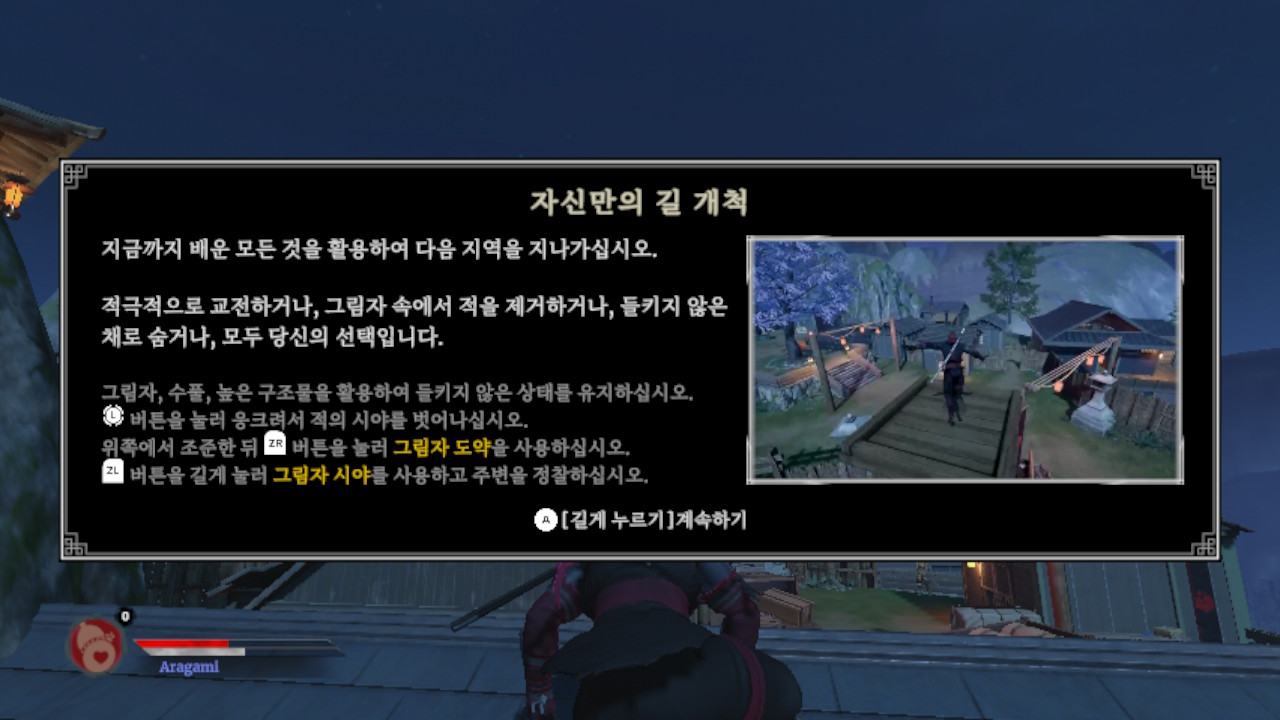 자신만의 길 개척
지금까지 배운 모든 것을 활용하여 다음 지역을 지나가십시오.
적극적으로 교전하거나, 그림자 속에서 적을 제거하거나, 들키지 않은
채로 숨거나, 모두 당신의 선택입니다.
그림자, 수풀, 높은 구조물을 활용하여 들키지 않은 상태를 유지하십시오.
L 버튼을 눌러 웅크려서 적의 시야를 벗어나십시오.
위쪽에서 조준한 뒤 ZR 버튼을 눌러 그림자 도약을 사용하십시오.
ZL 버튼을 길게 눌러 그림자 시야를 사용하고 주변을 정찰하십시오.
A [길게 누르기]계속하기
0
Aragami